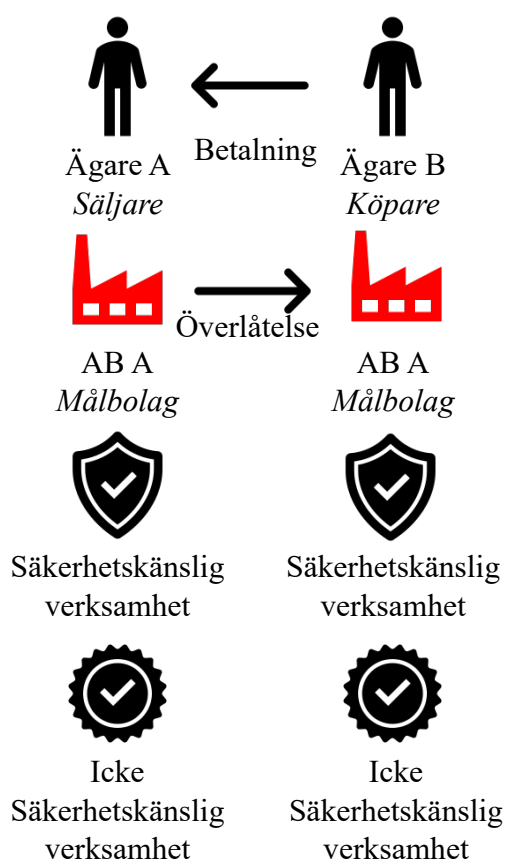 Betalning
Ägare A
Ägare B
Säljare
Köpare
Överlåtelse
AB A
AB A
Målbolag
Målbolag
Säkerhetskänslig
verksamhet
Säkerhetskänslig
verksamhet
Icke
Säkerhetskänslig
verksamhet
Icke
Säkerhetskänslig
verksamhet